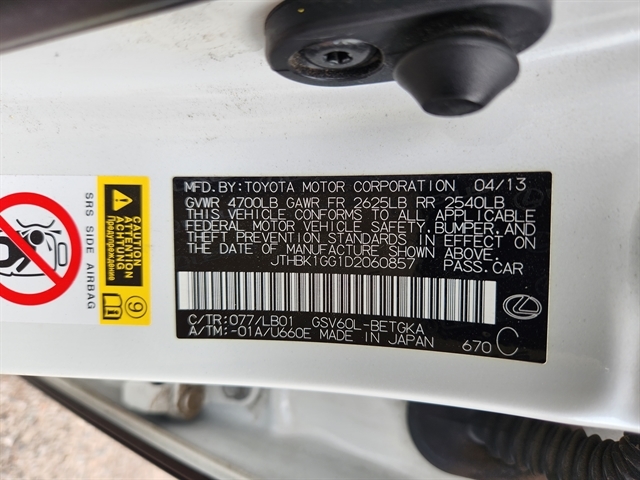 MFD.BY:TOYOTA MOTOR CORPORATION 04/13
GVWR 4700LB GAWR FR 2625LB RR 2540LB
THIS VEHICLE CONFORMS TO ALL APPLICABLE
FEDERAL MOTOR VEHICLE SAFETY,BUMPER,AND
THEFT PREVENTION STANDARDS IN EFFECT ON
THE DATE OF MANUFACTURE SHOWN ABOVE.
JTHBK1GG1D2060857 PASS.CAR
C/TR:077/LB01 GSV60L-BETGKA
A/TM:-01A/U660E MADE IN JAPAN 670 C
SRS SIDE AIRBAG
CAUTION
ATTENTION
9